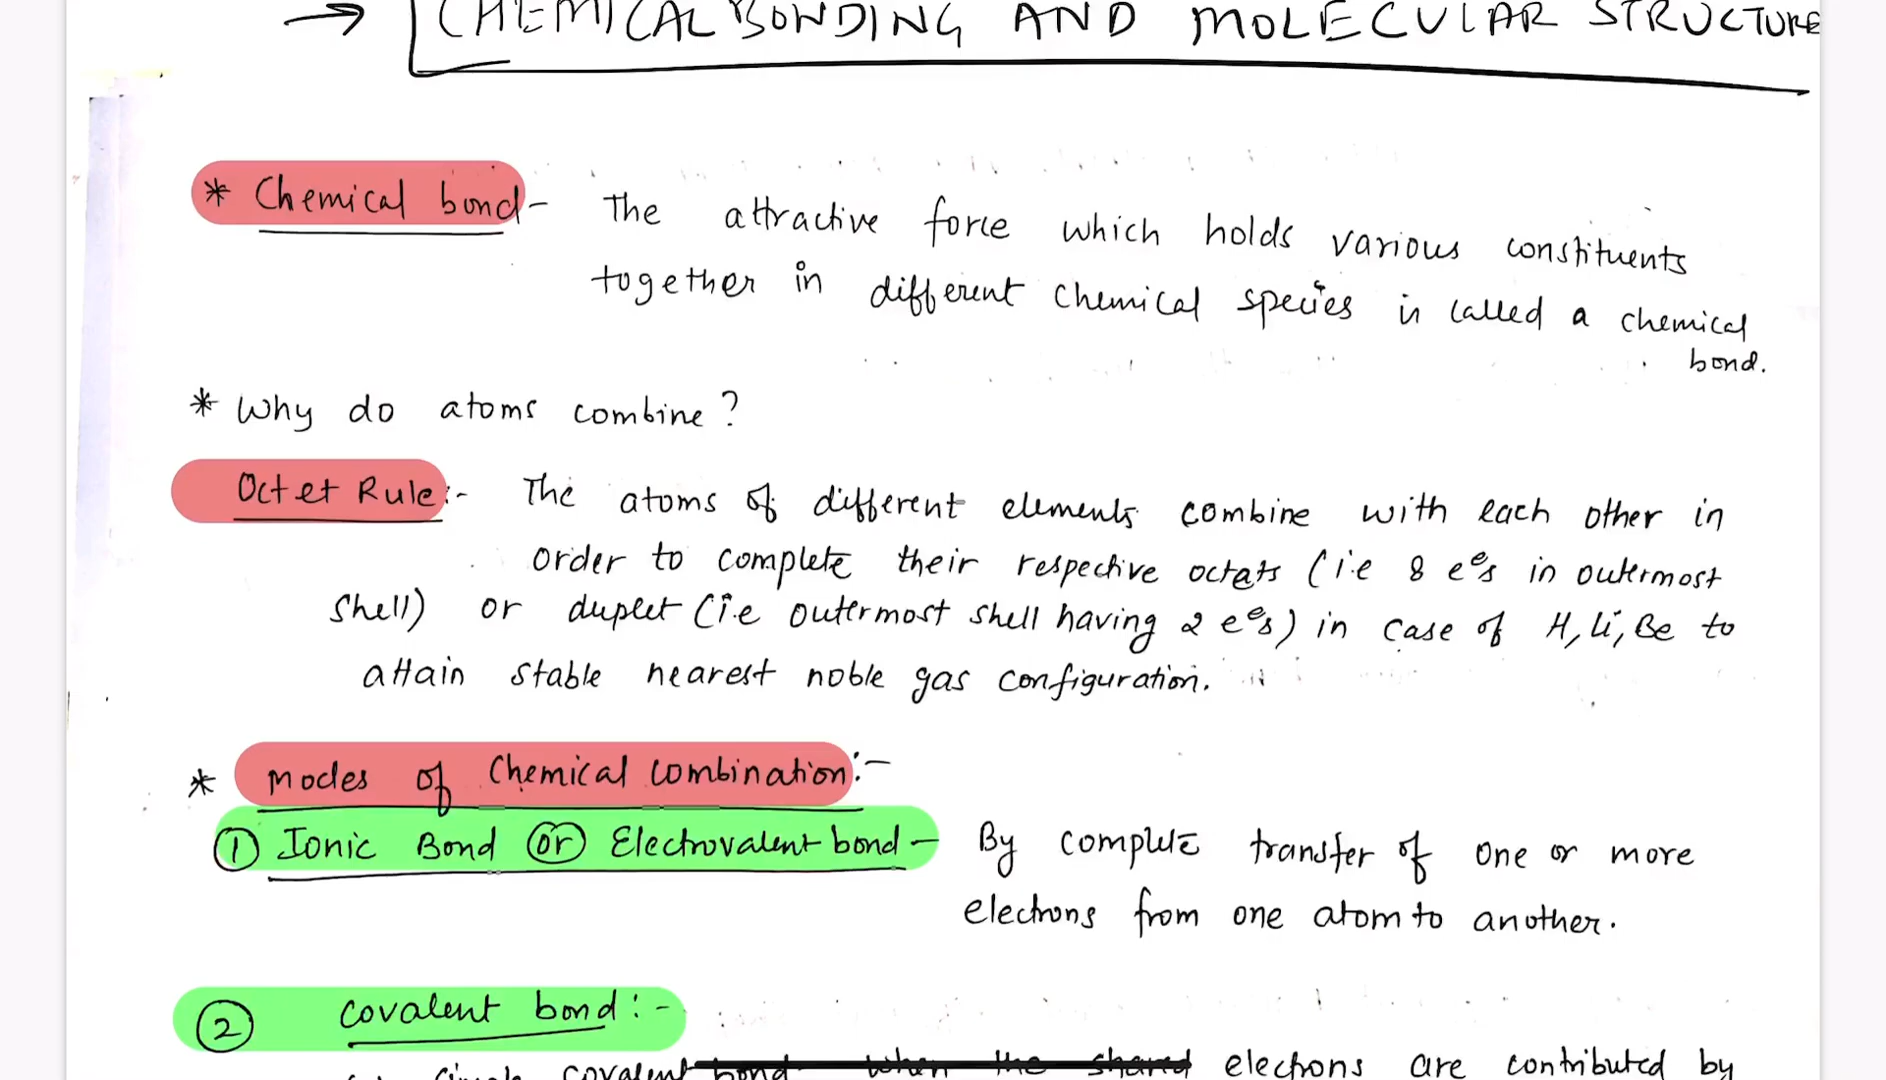 → CHEMICAL BONDING AND MOLECULAR STRUCTURE
* Chemical bond - The attractive force which holds various constituents
together in different chemical species is called a chemical
bond.
* Why do atoms combine?
Octet Rule:- The atoms of different elements combine with each other in
order to complete their respective octets (i.e 8 e⁻s in outermost
shell) or duplet (i.e outermost shell having 2 e⁻s) in case of H, Li, Be to
attain stable nearest noble gas configuration.
* Modes of Chemical Combination:-
① Ionic Bond or Electrovalent bond - By complete transfer of one or more
electrons from one atom to another.
② Covalent bond:-
covalent bond when the shared electrons are contributed by